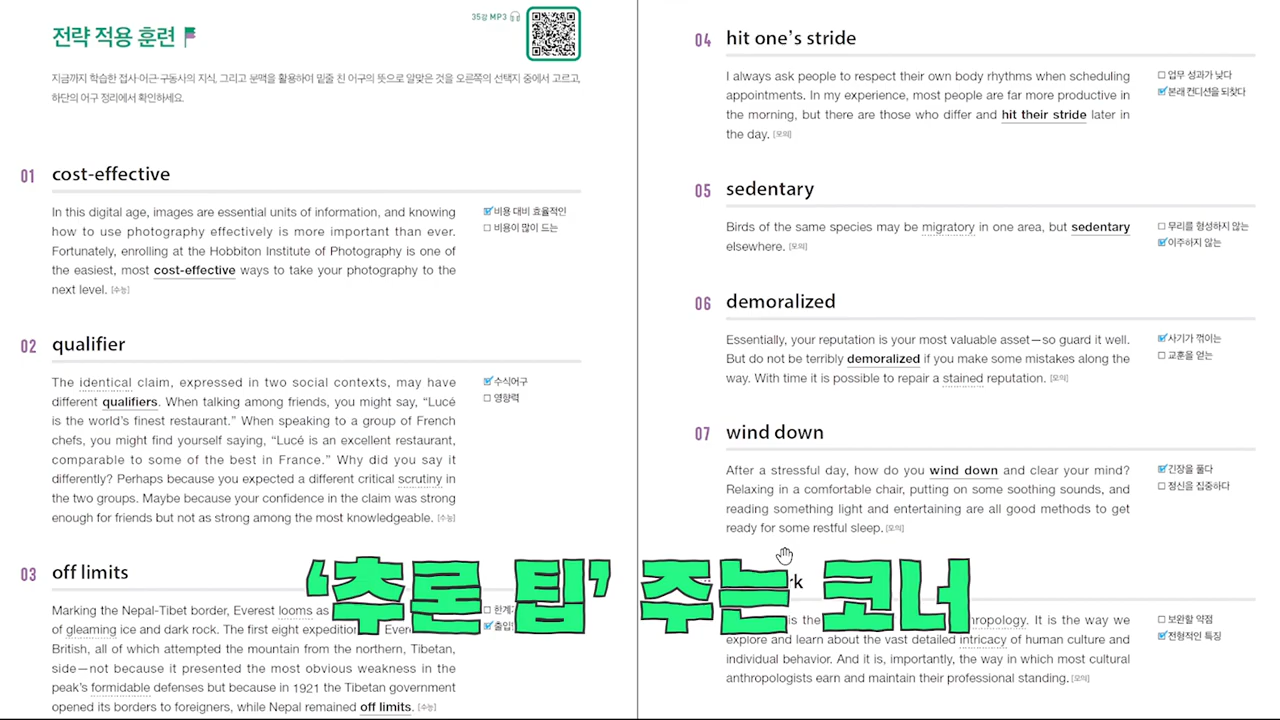 35강 MP3
전략 적용 훈련
지금까지 학습한 접사·어근·구동사의 지식, 그리고 문맥을 활용하여 밑줄 친 어구의 뜻으로 알맞은 것을 오른쪽의 선택지 중에서 고르고,
하단의 어구 정리에서 확인하세요.
01 cost-effective
In this digital age, images are essential units of information, and knowing
how to use photography effectively is more important than ever.
Fortunately, enrolling at the Hobbiton Institute of Photography is one of
the easiest, most cost-effective ways to take your photography to the
next level. [수능]
비용 대비 효율적인
비용이 많이 드는
02 qualifier
The identical claim, expressed in two social contexts, may have
different qualifiers. When talking among friends, you might say, “Lucé
is the world’s finest restaurant.” When speaking to a group of French
chefs, you might find yourself saying, “Lucé is an excellent restaurant,
comparable to some of the best in France.” Why did you say it
differently? Perhaps because you expected a different critical scrutiny in
the two groups. Maybe because your confidence in the claim was strong
enough for friends but not as strong among the most knowledgeable. [수능]
수식어구
영향력
03 off limits
Marking the Nepal-Tibet border, Everest looms as
of gleaming ice and dark rock. The first eight expedition
British, all of which attempted the mountain from the northern, Tibetan,
side—not because it presented the most obvious weakness in the
peak’s formidable defenses but because in 1921 the Tibetan government
opened its borders to foreigners, while Nepal remained off limits. [수능]
한계
출입
04 hit one’s stride
I always ask people to respect their own body rhythms when scheduling
appointments. In my experience, most people are far more productive in
the morning, but there are those who differ and hit their stride later in
the day. [모의]
업무 성과가 낮다
본래 컨디션을 되찾다
05 sedentary
Birds of the same species may be migratory in one area, but sedentary
elsewhere. [모의]
무리를 형성하지 않는
이주하지 않는
06 demoralized
Essentially, your reputation is your most valuable asset—so guard it well.
But do not be terribly demoralized if you make some mistakes along the
way. With time it is possible to repair a stained reputation. [모의]
사기가 꺾이는
교훈을 얻는
07 wind down
After a stressful day, how do you wind down and clear your mind?
Relaxing in a comfortable chair, putting on some soothing sounds, and
reading something light and entertaining are all good methods to get
ready for some restful sleep. [모의]
긴장을 풀다
정신을 집중하다
rk
is the
hropology. It is the way we
explore and learn about the vast detailed intricacy of human culture and
individual behavior. And it is, importantly, the way in which most cultural
anthropologists earn and maintain their professional standing. [모의]
보완할 약점
전형적인 특징
‘추론 팁’ 주는 코너